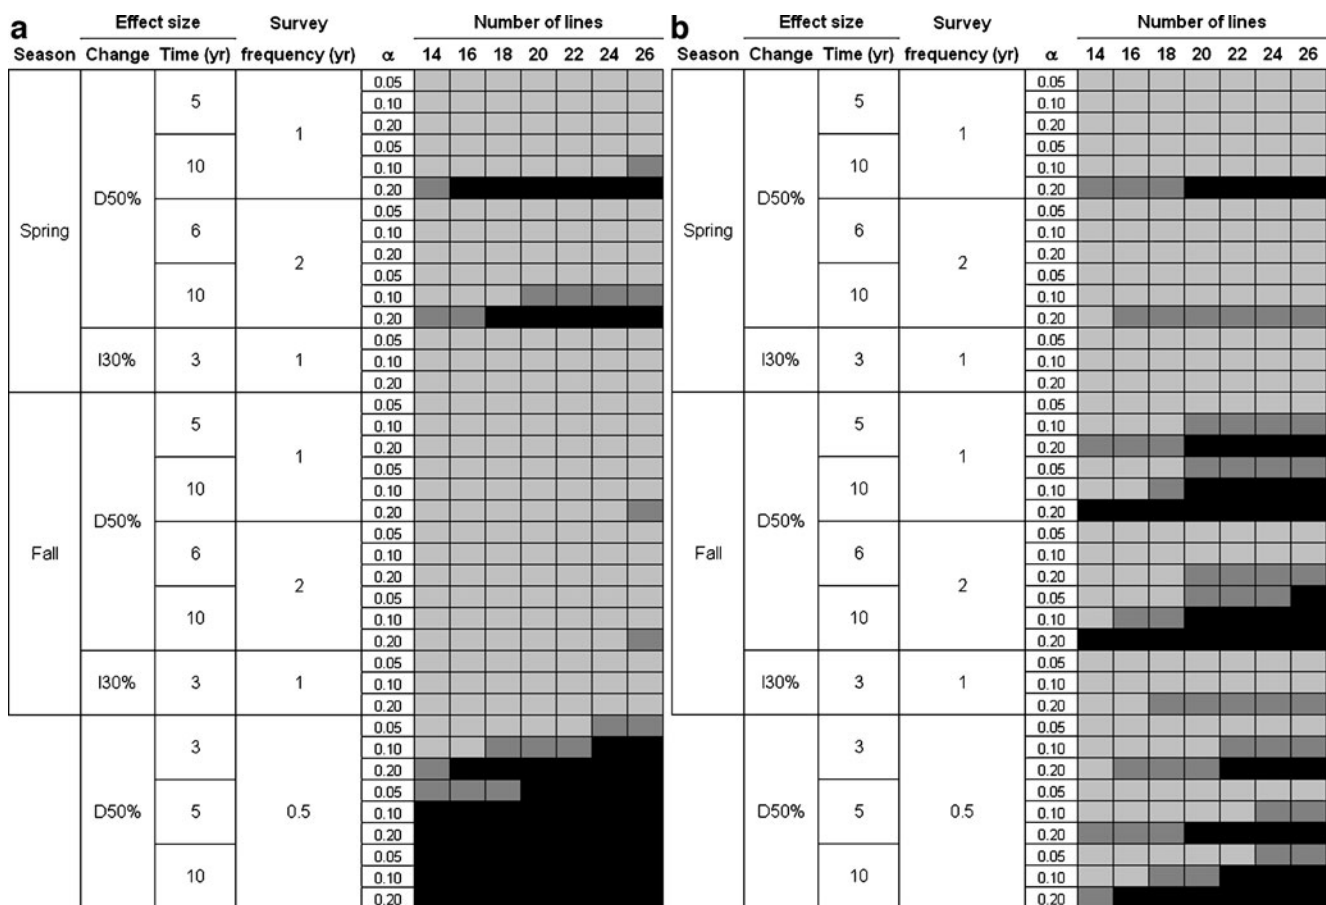 a Effect size Survey Number of lines b Effect size Survey Number of lines
Season Change Time (yr) frequency (yr) α 14 16 18 20 22 24 26 Season Change Time (yr) frequency (yr) α 14 16 18 20 22 24 26
Spring D50% 5 1 0.05 Spring D50% 5 1 0.05
0.10 0.10
0.20 0.20
10 0.05 10 0.05
0.10 0.10
0.20 0.20
6 2 0.05 6 2 0.05
0.10 0.10
0.20 0.20
10 0.05 10 0.05
0.10 0.10
0.20 0.20
I30% 3 1 0.05 I30% 3 1 0.05
0.10 0.10
0.20 0.20
Fall D50% 5 1 0.05 Fall D50% 5 1 0.05
0.10 0.10
0.20 0.20
10 0.05 10 0.05
0.10 0.10
0.20 0.20
6 2 0.05 6 2 0.05
0.10 0.10
0.20 0.20
10 0.05 10 0.05
0.10 0.10
0.20 0.20
I30% 3 1 0.05 I30% 3 1 0.05
0.10 0.10
0.20 0.20
D50% 3 0.5 0.05 D50% 3 0.5 0.05
0.10 0.10
0.20 0.20
5 0.05 5 0.05
0.10 0.10
0.20 0.20
10 0.05 10 0.05
0.10 0.10
0.20 0.20